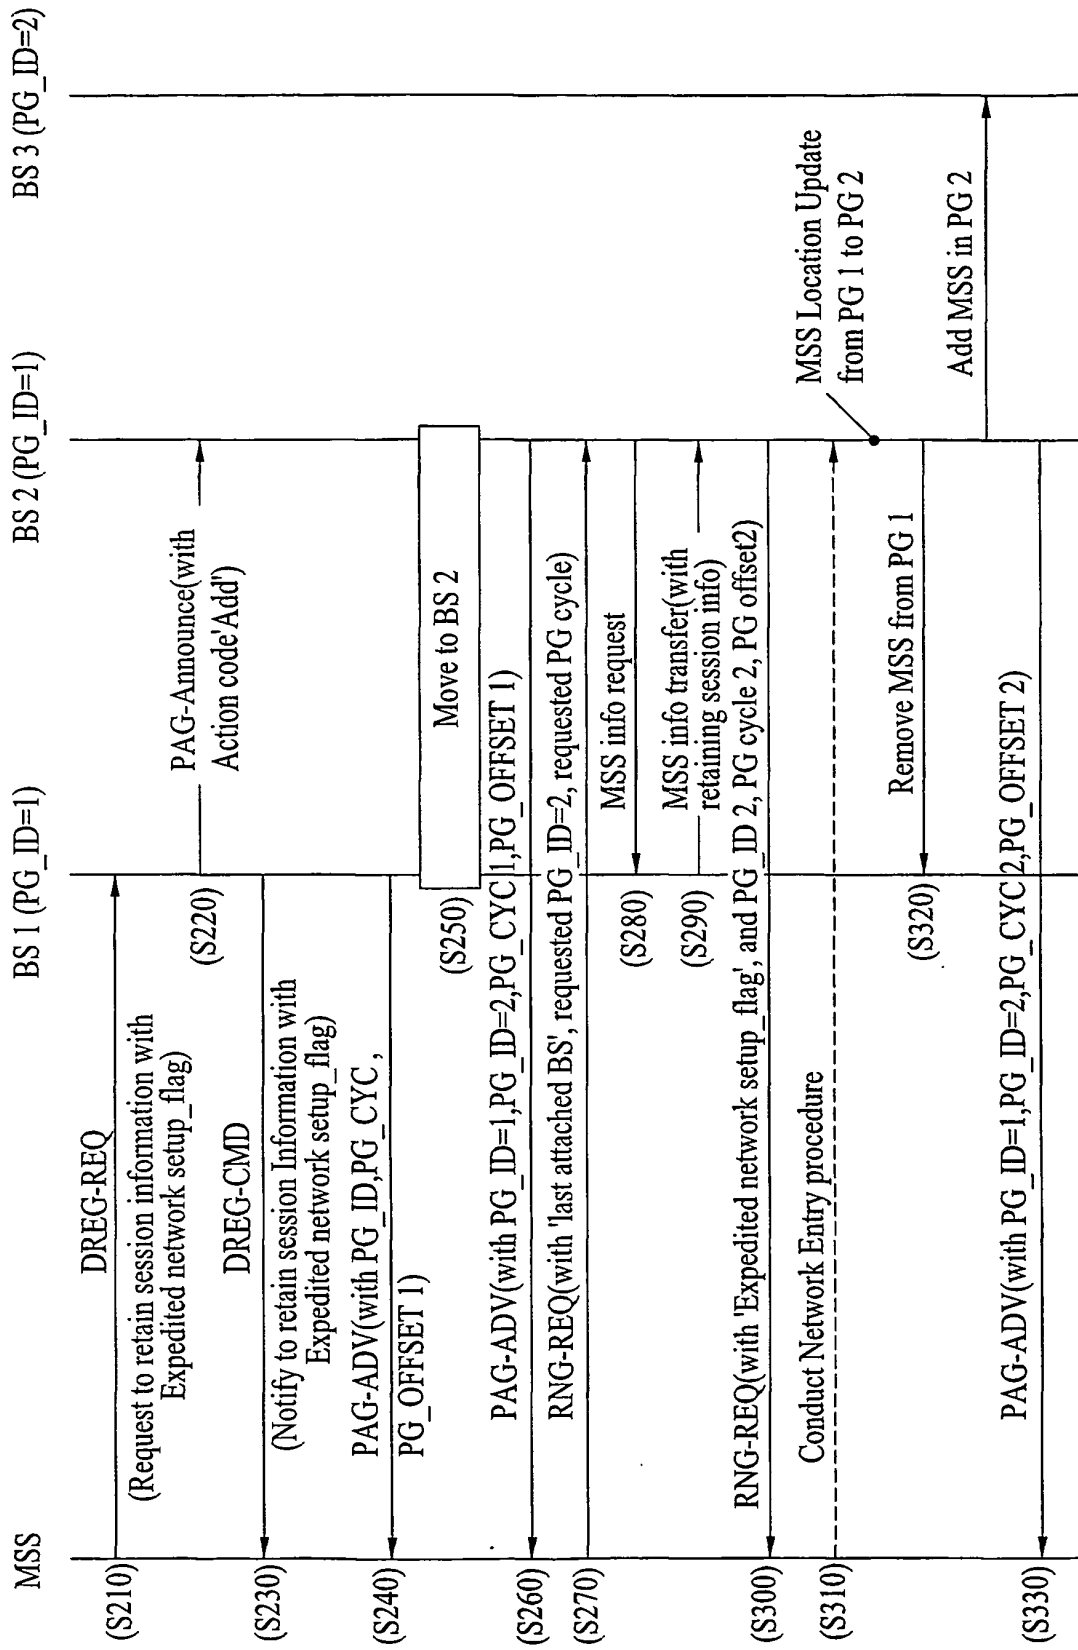 MSS
BS 1 (PG_ID=1)
BS 2 (PG_ID=1)
BS 3 (PG_ID=2)
(S210)
DREG-REQ
(Request to retain session information with
Expedited network setup_flag)
PAG-Announce(with
Action code'Add')
(S220)
(S230)
DREG-CMD
(Notify to retain session Information with
Expedited network setup_flag)
(S240)
PAG-ADV(with PG_ID,PG_CYC,
PG_OFFSET 1)
(S250)
Move to BS 2
(S260)
PAG-ADV(with PG_ID=1,PG_ID=2,PG_CYC 1,PG_OFFSET 1)
(S270)
RNG-REQ(with 'last attached BS', requested PG_ID=2, requested PG cycle)
(S280)
MSS info request
(S290)
MSS info transfer(with
retaining session info)
(S300)
RNG-REQ(with 'Expedited network setup_flag', and PG_ID 2, PG cycle 2, PG offset2)
(S310)
Conduct Network Entry procedure
MSS Location Update
from PG 1 to PG 2
(S320)
Remove MSS from PG 1
Add MSS in PG 2
(S330)
PAG-ADV(with PG_ID=1,PG_ID=2,PG_CYC 2,PG_OFFSET 2)